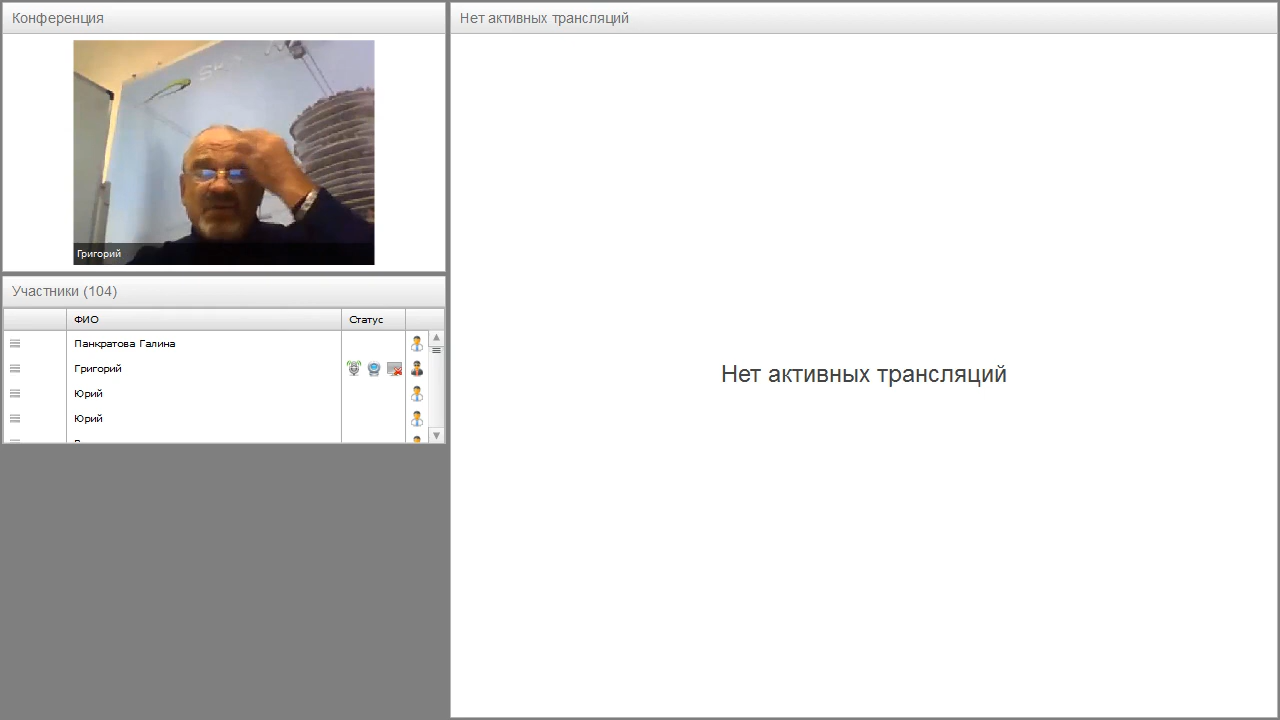 Конференция
Григорий
Участники (104)
ФИО
Статус
Панкратова Галина
Григорий
Юрий
Юрий
Нет активных трансляций
Нет активных трансляций